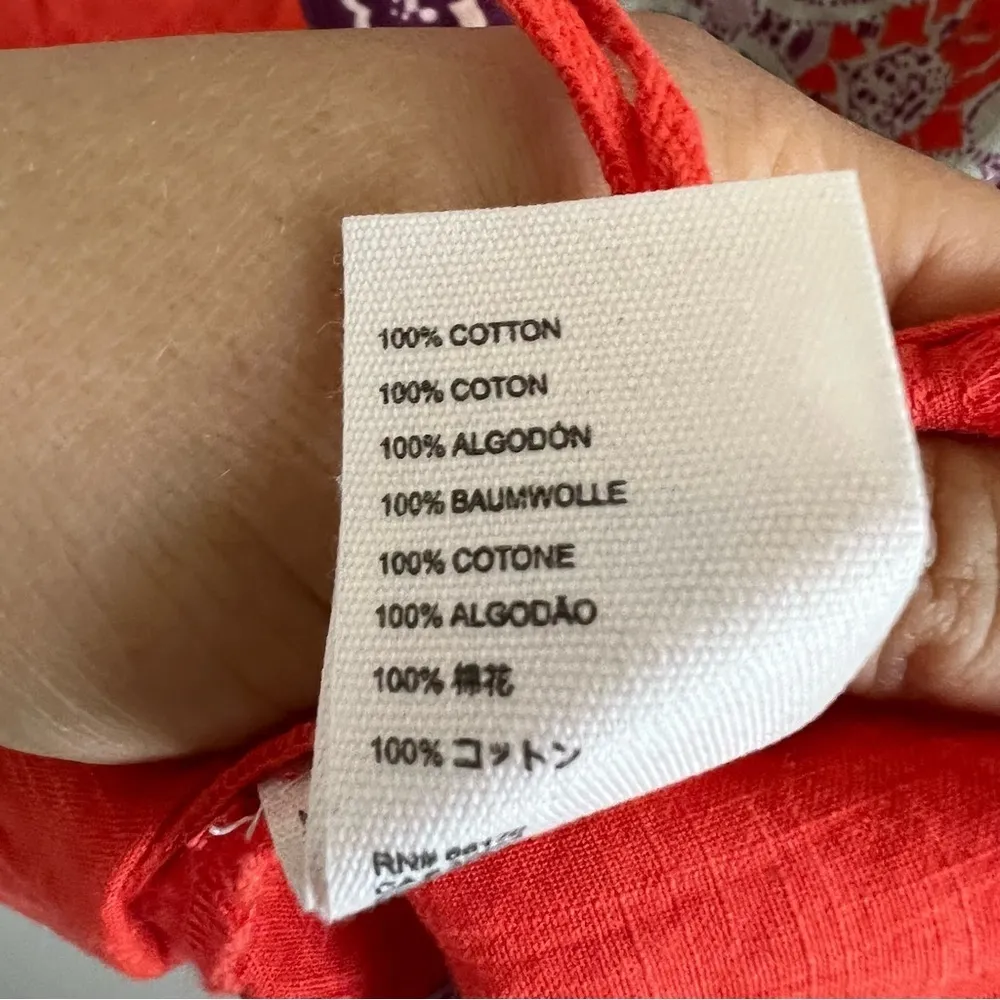 100% COTTON
100% COTON
100% ALGODÓN
100% BAUMWOLLE
100% COTONE
100% ALGODÃO
100% 棉花
100% コットン
RN#